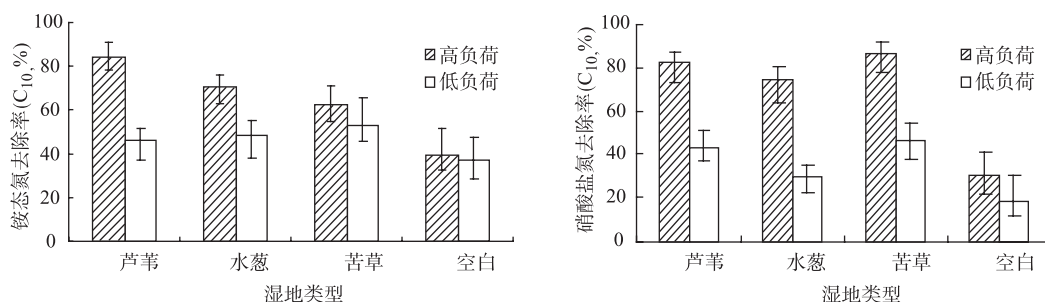 铵态氮去除率(C10,%)
100
80
60
40
20
0
高负荷
低负荷
芦苇
水葱
苦草
空白
湿地类型
硝酸盐氮去除率(C10,%)
100
80
60
40
20
0
高负荷
低负荷
芦苇
水葱
苦草
空白
湿地类型